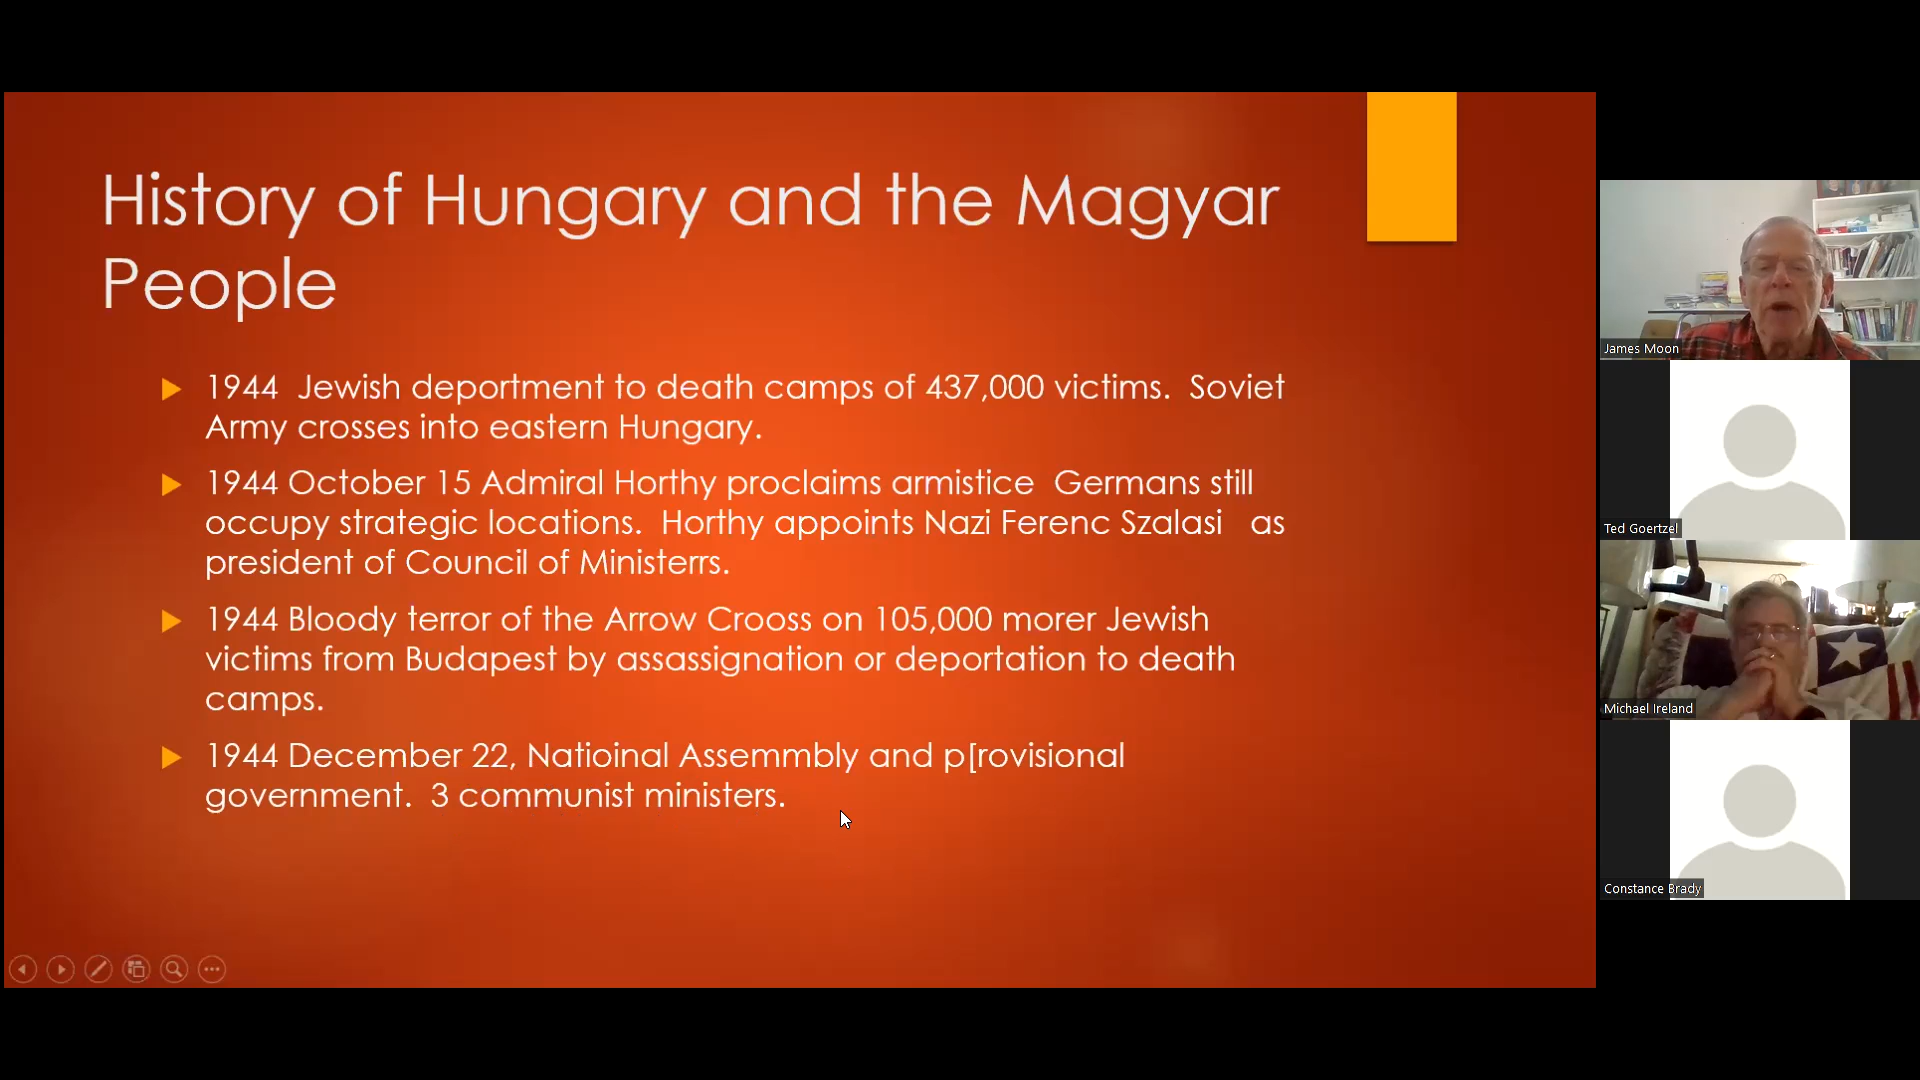 History of Hungary and the Magyar
People
1944  Jewish deportment to death camps of 437,000 victims.  Soviet
Army crosses into eastern Hungary.
1944 October 15 Admiral Horthy proclaims armistice  Germans still
occupy strategic locations.  Horthy appoints Nazi Ferenc Szalasi   as
president of Council of Ministerrs.
1944 Bloody terror of the Arrow Crooss on 105,000 morer Jewish
victims from Budapest by assassignation or deportation to death
camps.
1944 December 22, Natioinal Assemmbly and p[rovisional
government.  3 communist ministers.
James Moon
Ted Goertzel
Michael Ireland
Constance Brady